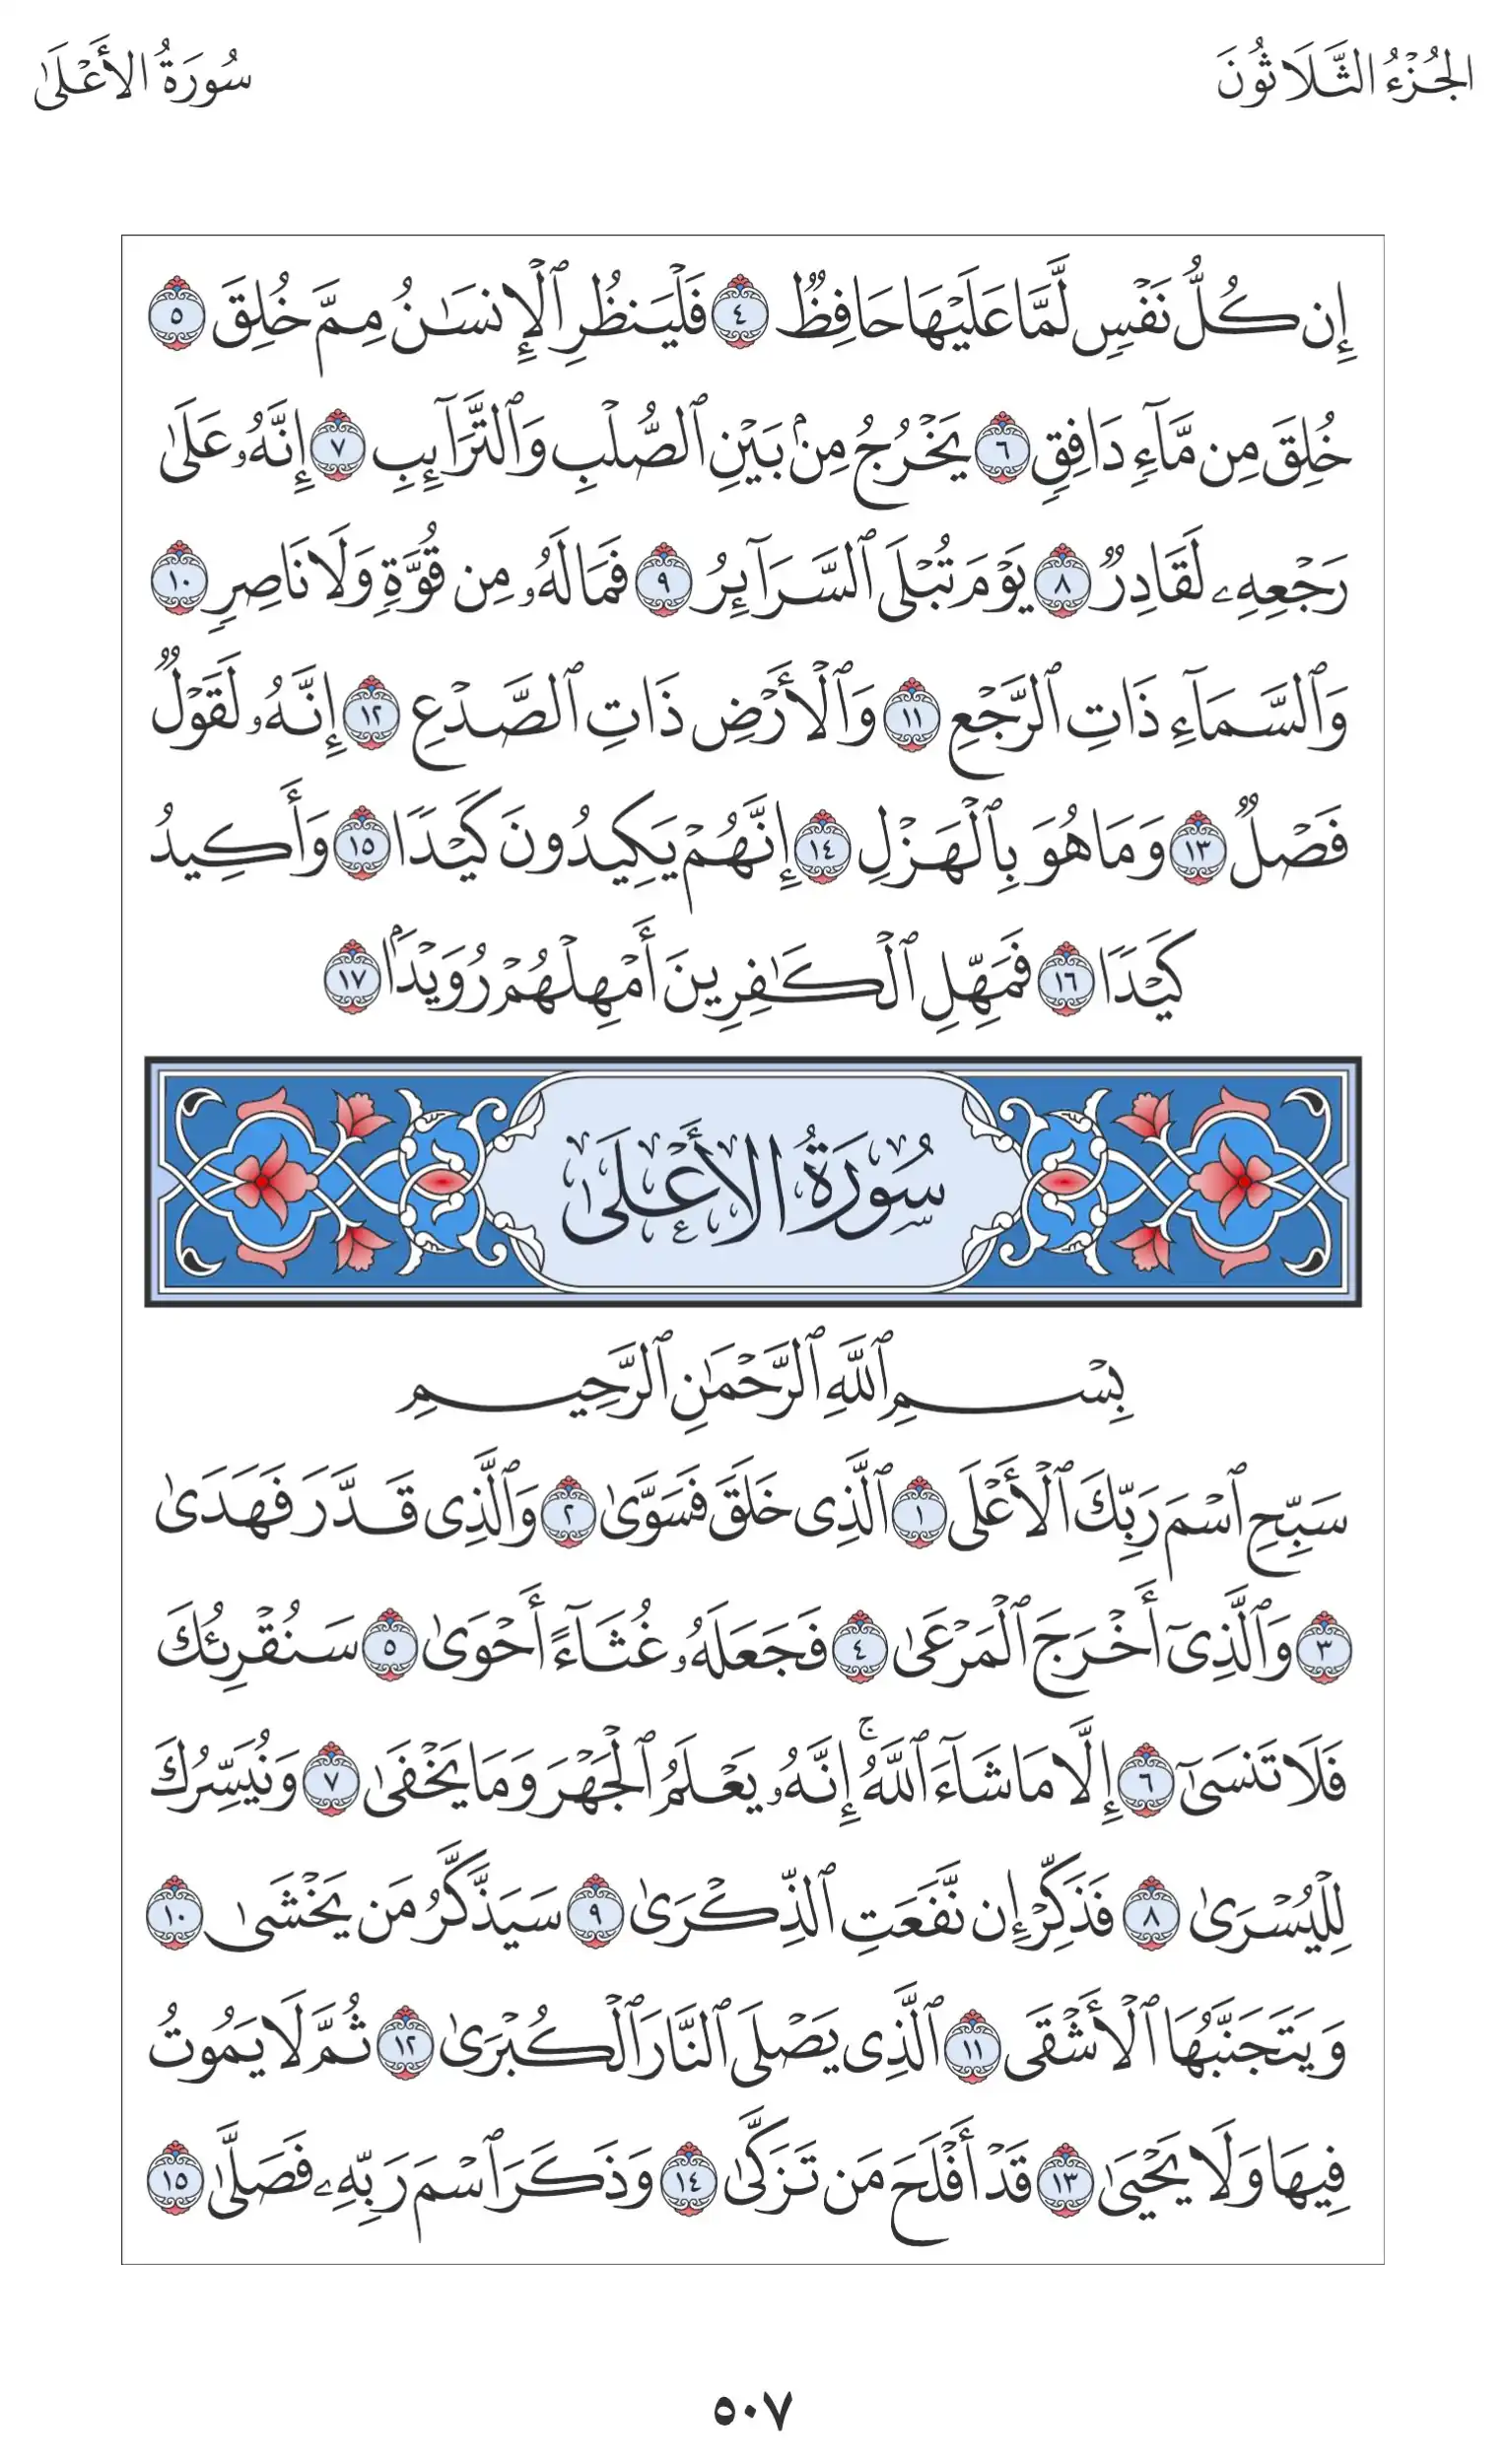 الجُزْءُ الثَّلَاثُونَ
سُورَةُ الأَعْلَىٰ
إِن كُلُّ نَفْسٖ لَّمَّا عَلَيۡهَا حَافِظٞ ٤ فَلۡيَنظُرِ ٱلۡإِنسَٰنُ مِمَّ خُلِقَ ٥
خُلِقَ مِن مَّآءٖ دَافِقٖ ٦ يَخۡرُجُ مِنۢ بَيۡنِ ٱلصُّلۡبِ وَٱلتَّرَآئِبِ ٧ إِنَّهُۥ عَلَىٰ
رَجۡعِهِۦ لَقَادِرٞ ٨ يَوۡمَ تُبۡلَى ٱلسَّرَآئِرُ ٩ فَمَا لَهُۥ مِن قُوَّةٖ وَلَا نَاصِرٖ ١٠
وَٱلسَّمَآءِ ذَاتِ ٱلرَّجۡعِ ١١ وَٱلۡأَرۡضِ ذَاتِ ٱلصَّدۡعِ ١٢ إِنَّهُۥ لَقَوۡلٞ
فَصۡلٞ ١٣ وَمَا هُوَ بِٱلۡهَزۡلِ ١٤ إِنَّهُمۡ يَكِيدُونَ كَيۡدٗا ١٥ وَأَكِيدُ
كَيۡدٗا ١٦ فَمَهِّلِ ٱلۡكَٰفِرِينَ أَمۡهِلۡهُمۡ رُوَيۡدَۢا ١٧
سُورَةُ الأَعْلَىٰ
بِسۡمِ ٱللَّهِ ٱلرَّحۡمَٰنِ ٱلرَّحِيمِ
سَبِّحِ ٱسۡمَ رَبِّكَ ٱلۡأَعۡلَى ١ ٱلَّذِي خَلَقَ فَسَوَّىٰ ٢ وَٱلَّذِي قَدَّرَ فَهَدَىٰ
٣ وَٱلَّذِيٓ أَخۡرَجَ ٱلۡمَرۡعَىٰ ٤ فَجَعَلَهُۥ غُثَآءً أَحۡوَىٰ ٥ سَنُقۡرِئُكَ
فَلَا تَنسَىٰٓ ٦ إِلَّا مَا شَآءَ ٱللَّهُۚ إِنَّهُۥ يَعۡلَمُ ٱلۡجَهۡرَ وَمَا يَخۡفَىٰ ٧ وَنُيَسِّرُكَ
لِلۡيُسۡرَىٰ ٨ فَذَكِّرۡ إِن نَّفَعَتِ ٱلذِّكۡرَىٰ ٩ سَيَذَّكَّرُ مَن يَخۡشَىٰ ١٠
وَيَتَجَنَّبُهَا ٱلۡأَشۡقَى ١١ ٱلَّذِي يَصۡلَى ٱلنَّارَ ٱلۡكُبۡرَىٰ ١٢ ثُمَّ لَا يَمُوتُ
فِيهَا وَلَا يَحۡيَىٰ ١٣ قَدۡ أَفۡلَحَ مَن تَزَكَّىٰ ١٤ وَذَكَرَ ٱسۡمَ رَبِّهِۦ فَصَلَّىٰ ١٥
٥٠٧